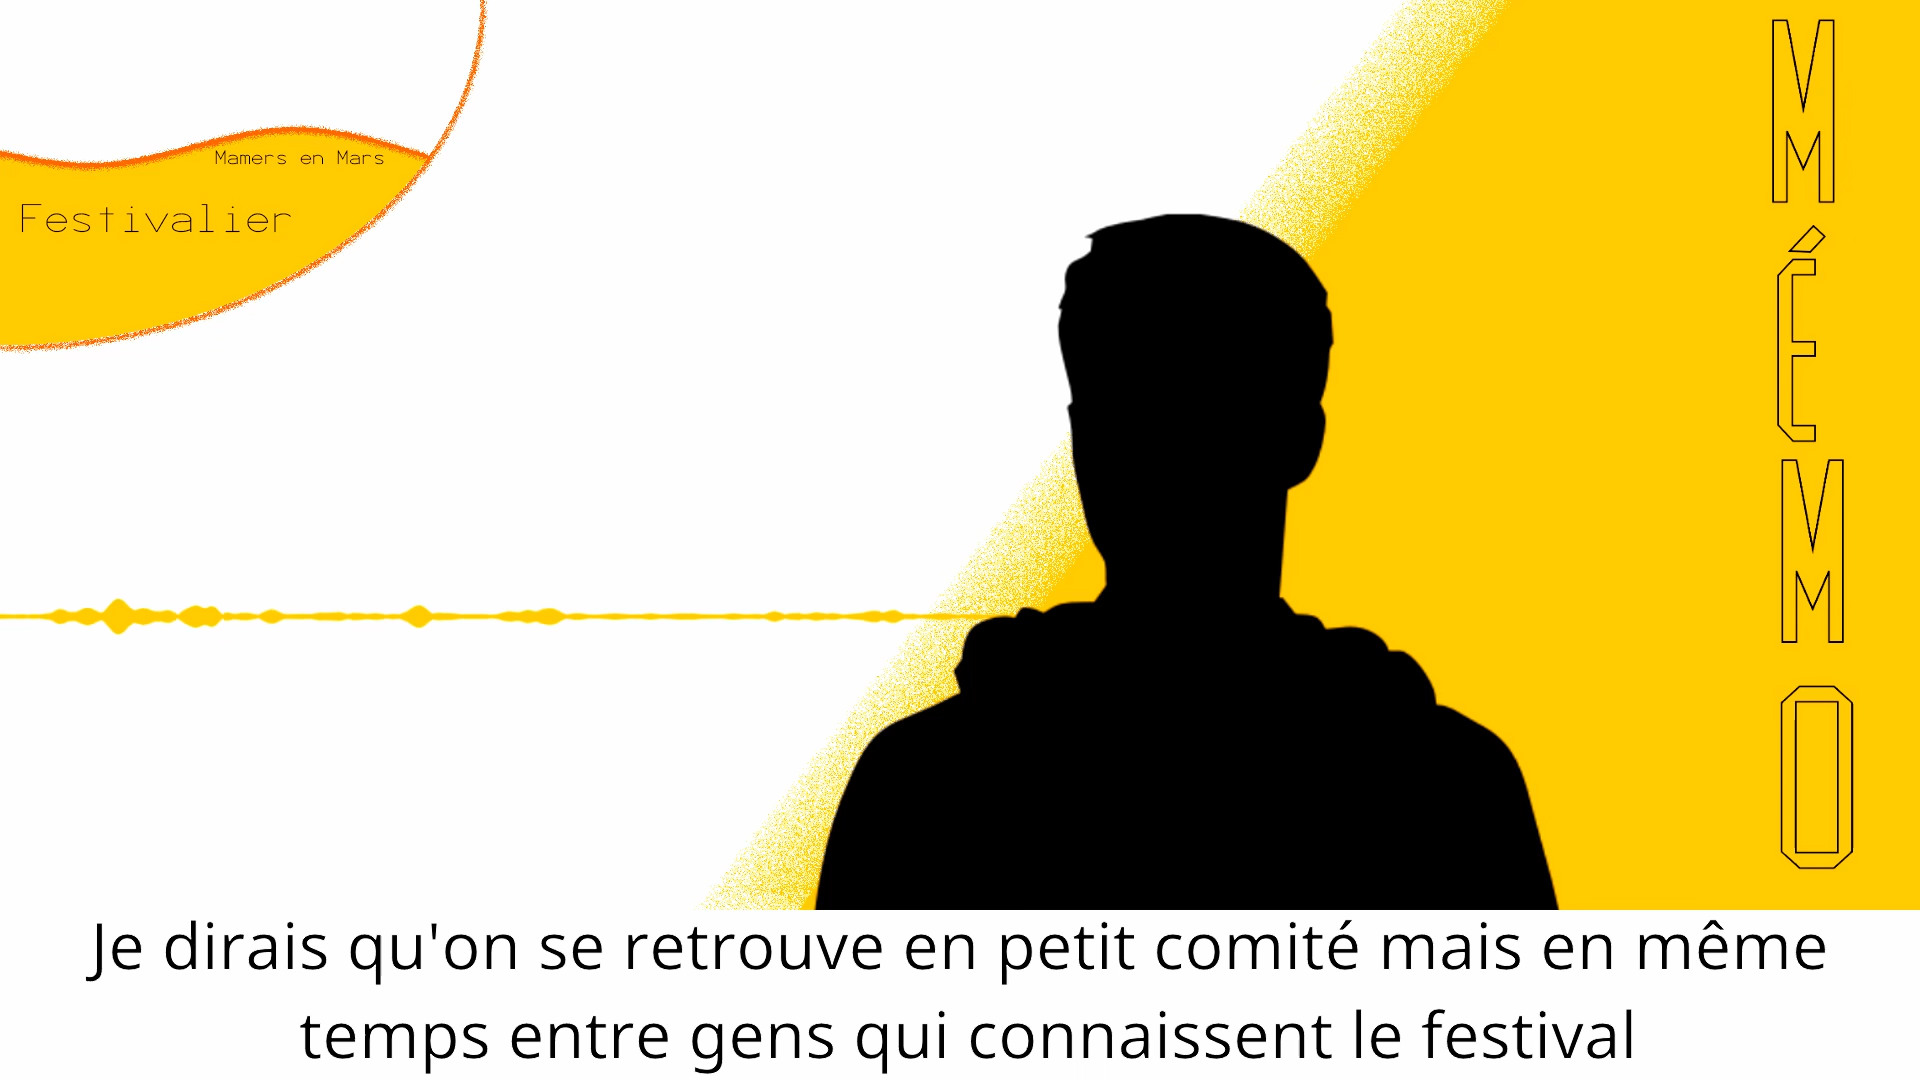 Mamers en Mars
Festivalier
MÉMO
Je dirais qu'on se retrouve en petit comité mais en même
temps entre gens qui connaissent le festival